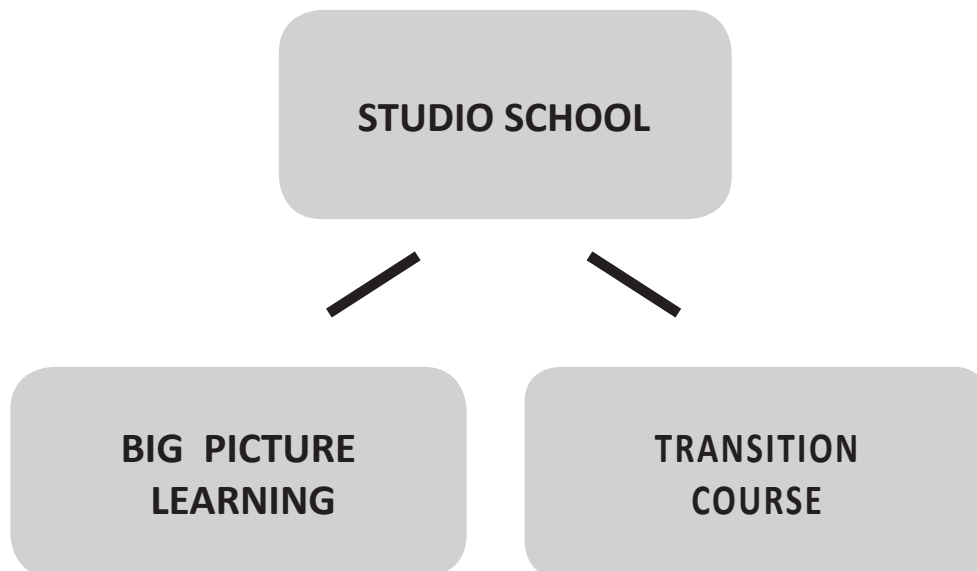 STUDIO SCHOOL
BIG PICTURE
LEARNING
TRANSITION
COURSE